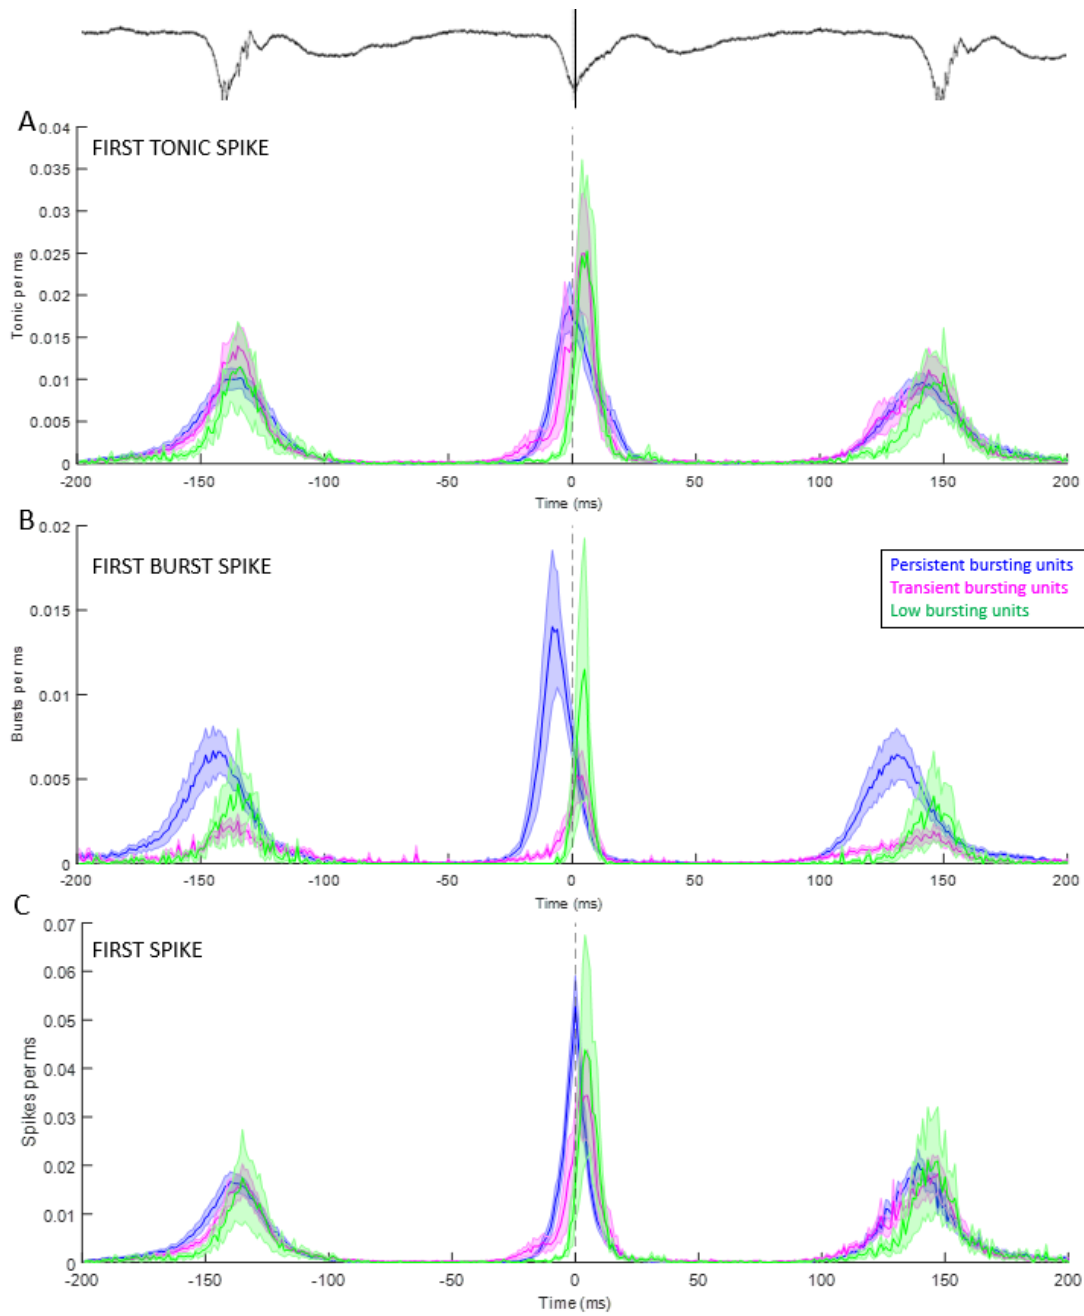 A
FIRST TONIC SPIKE
0.04
0.035
0.03
0.025
0.02
0.015
0.01
0.005
0
Tonic per ms
-200 -150 -100 -50 0 50 100 150 200
Time (ms)
B
FIRST BURST SPIKE
0.02
0.015
0.01
0.005
0
Bursts per ms
Persistent bursting units
Transient bursting units
Low bursting units
-200 -150 -100 -50 0 50 100 150 200
Time (ms)
C
FIRST SPIKE
0.07
0.06
0.05
0.04
0.03
0.02
0.01
0
Spikes per ms
-200 -150 -100 -50 0 50 100 150 200
Time (ms)